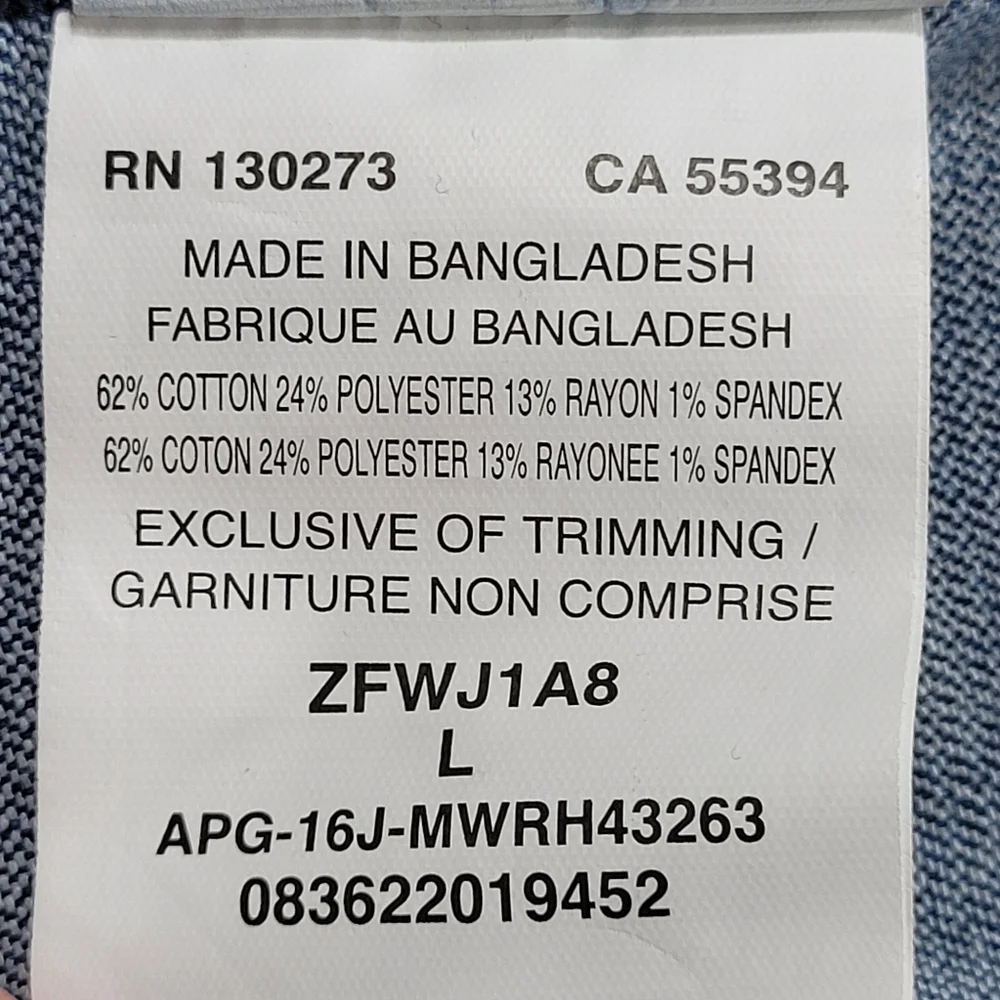 RN 130273 CA 55394
MADE IN BANGLADESH
FABRIQUE AU BANGLADESH
62% COTTON 24% POLYESTER 13% RAYON 1% SPANDEX
62% COTON 24% POLYESTER 13% RAYONEE 1% SPANDEX
EXCLUSIVE OF TRIMMING /
GARNITURE NON COMPRISE
ZFWJ1A8
L
APG-16J-MWRH43263
083622019452